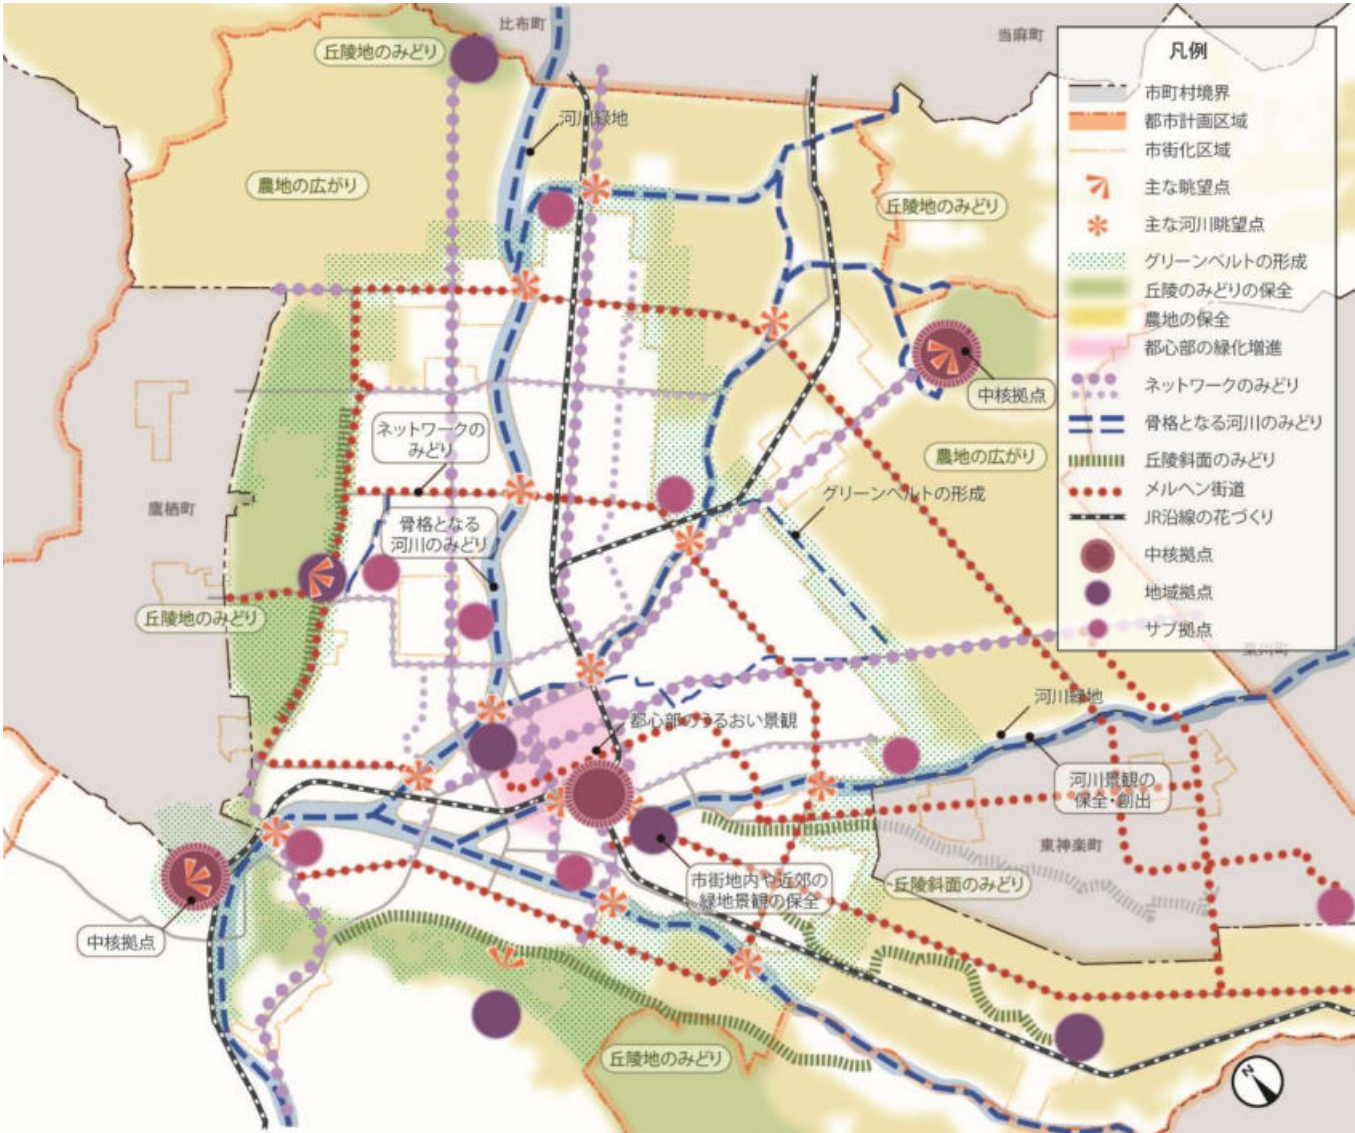 比布町
当麻町
丘陵地のみどり
河川緑地
農地の広がり
丘陵地のみどり
中核拠点
ネットワークの
みどり
農地の広がり
グリーンベルトの形成
鷹栖町
骨格となる
河川のみどり
丘陵地のみどり
都心部のうるおい景観
河川緑地
河川景観の
保全・創出
東神楽町
市街地内や近郊の
緑地景観の保全
丘陵斜面のみどり
中核拠点
丘陵地のみどり
N
凡例
市町村境界
都市計画区域
市街化区域
主な眺望点
主な河川眺望点
グリーンベルトの形成
丘陵のみどりの保全
農地の保全
都心部の緑化増進
ネットワークのみどり
骨格となる河川のみどり
丘陵斜面のみどり
メルヘン街道
JR沿線の花づくり
中核拠点
地域拠点
サブ拠点